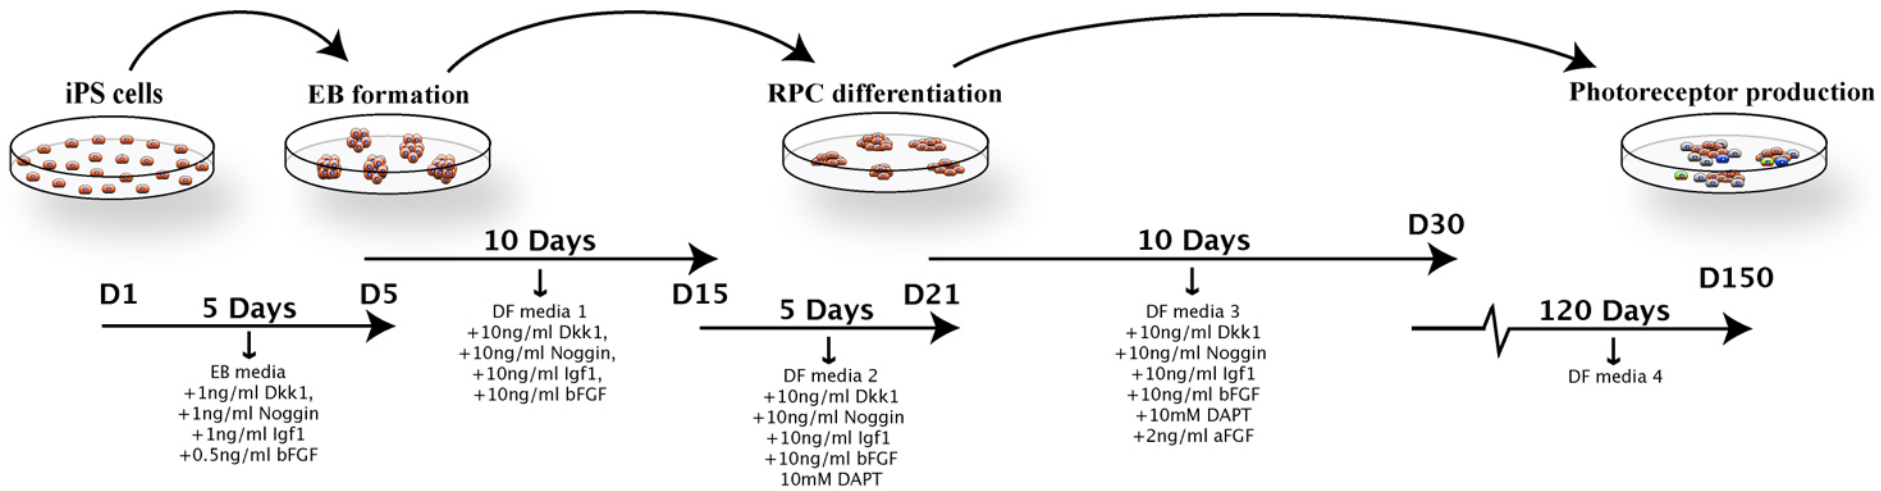 iPS cells
EB formation
RPC differentiation
Photoreceptor production
D1
5 Days
D5
EB media
+1ng/ml Dkk1,
+1ng/ml Noggin
+1ng/ml Igf1
+0.5ng/ml bFGF
10 Days
D15
DF media 1
+10ng/ml Dkk1,
+10ng/ml Noggin,
+10ng/ml Igf1,
+10ng/ml bFGF
5 Days
D21
DF media 2
+10ng/ml Dkk1
+10ng/ml Noggin
+10ng/ml Igf1
+10ng/ml bFGF
10mM DAPT
10 Days
D30
DF media 3
+10ng/ml Dkk1
+10ng/ml Noggin
+10ng/ml Igf1
+10ng/ml bFGF
+10mM DAPT
+2ng/ml aFGF
120 Days
D150
DF media 4